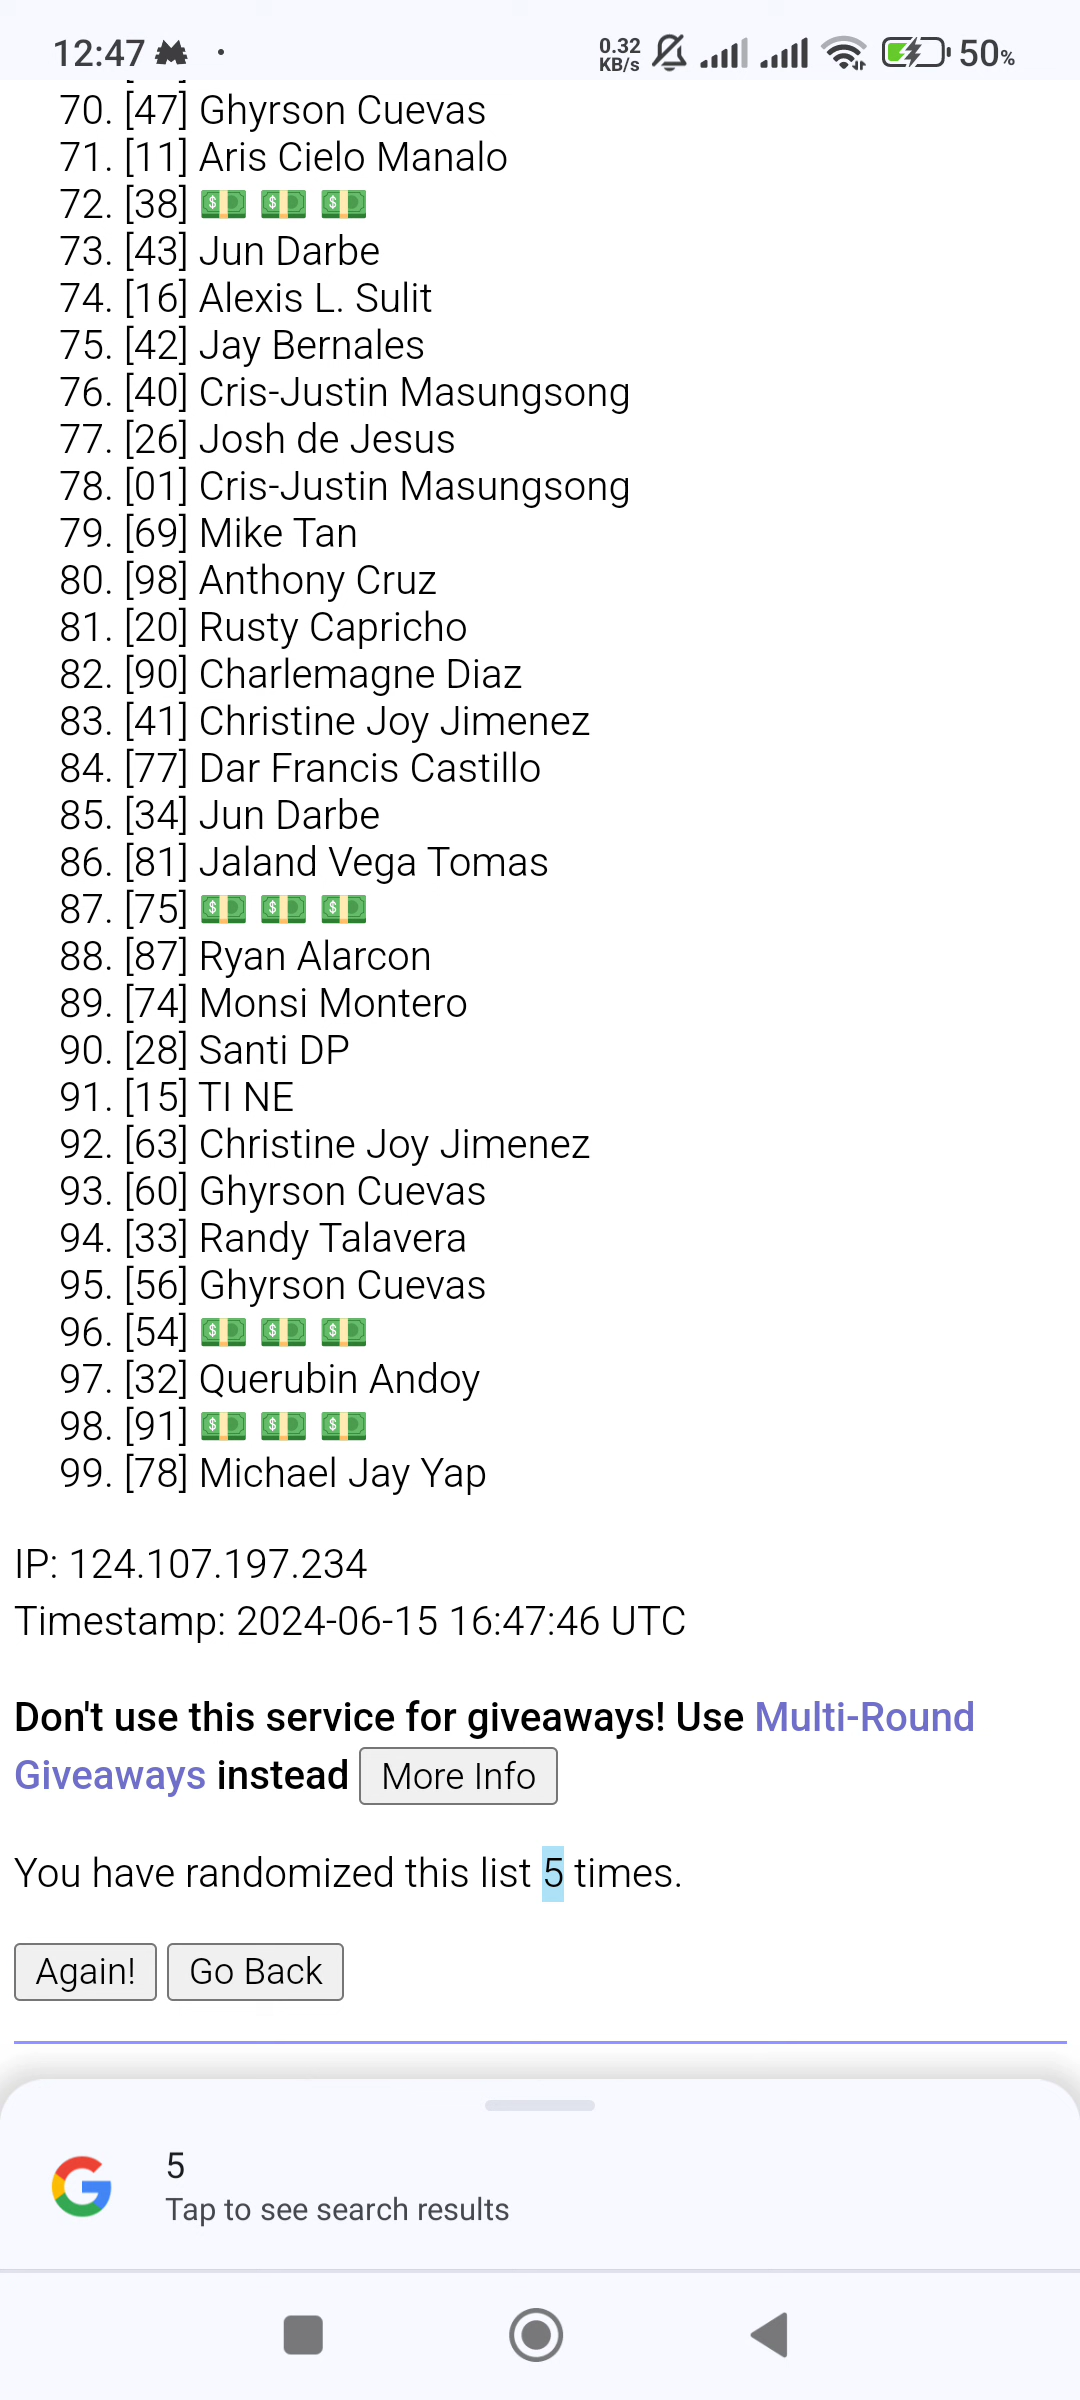 12:47
0.32 KB/s
50%
70. [47] Ghyrson Cuevas
71. [11] Aris Cielo Manalo
72. [38] 💵 💵 💵
73. [43] Jun Darbe
74. [16] Alexis L. Sulit
75. [42] Jay Bernales
76. [40] Cris-Justin Masungsong
77. [26] Josh de Jesus
78. [01] Cris-Justin Masungsong
79. [69] Mike Tan
80. [98] Anthony Cruz
81. [20] Rusty Capricho
82. [90] Charlemagne Diaz
83. [41] Christine Joy Jimenez
84. [77] Dar Francis Castillo
85. [34] Jun Darbe
86. [81] Jaland Vega Tomas
87. [75] 💵 💵 💵
88. [87] Ryan Alarcon
89. [74] Monsi Montero
90. [28] Santi DP
91. [15] TI NE
92. [63] Christine Joy Jimenez
93. [60] Ghyrson Cuevas
94. [33] Randy Talavera
95. [56] Ghyrson Cuevas
96. [54] 💵 💵 💵
97. [32] Querubin Andoy
98. [91] 💵 💵 💵
99. [78] Michael Jay Yap
IP: 124.107.197.234
Timestamp: 2024-06-15 16:47:46 UTC
Don't use this service for giveaways! Use Multi-Round
Giveaways instead More Info
You have randomized this list 5 times.
Again! Go Back
5
Tap to see search results